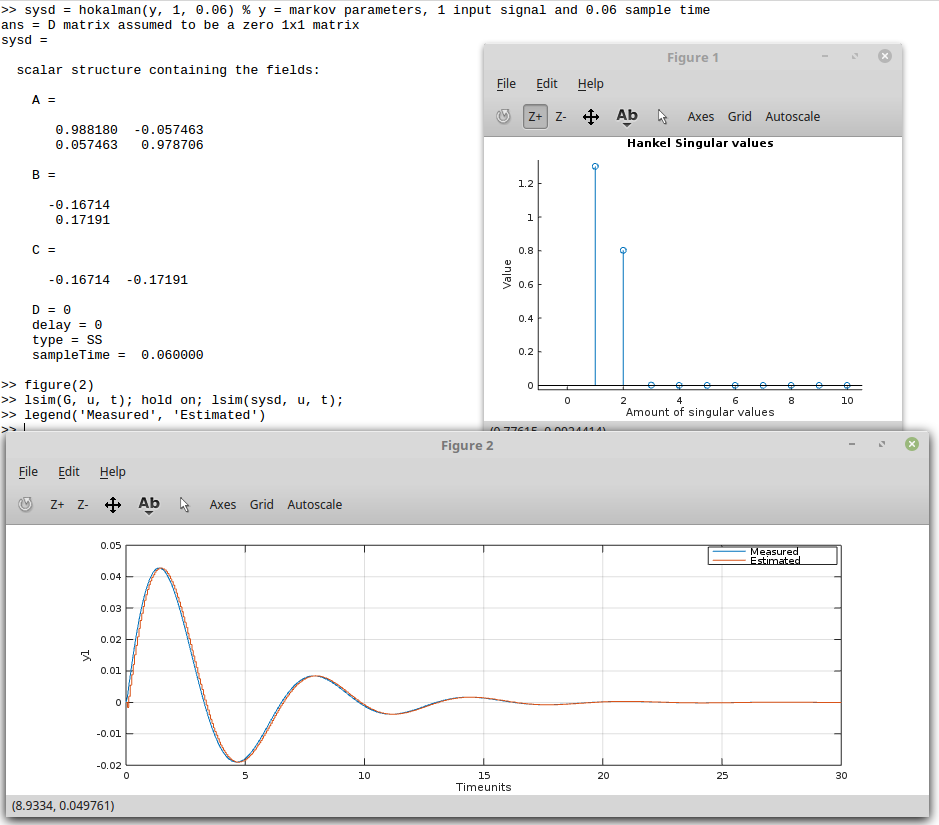 >> sysd = hokalman(y, 1, 0.06) % y = markov parameters, 1 input signal and 0.06 sample time
ans = D matrix assumed to be a zero 1x1 matrix
sysd =
scalar structure containing the fields:
A =
0.988180 -0.057463
0.057463 0.978706
B =
-0.16714
0.17191
C =
-0.16714 -0.17191
D = 0
delay = 0
type = SS
sampleTime = 0.060000
>> figure(2)
>> lsim(G, u, t); hold on; lsim(sysd, u, t);
>> legend('Measured', 'Estimated')
>>
Figure 1
File Edit Help
Z+ Z- Ab Axes Grid Autoscale
Hankel Singular values
1.2
1
0.8
0.6
0.4
0.2
0
Value
0 2 4 6 8 10
Amount of singular values
Figure 2
File Edit Help
Z+ Z- Ab Axes Grid Autoscale
Measured
Estimated
0.05
0.04
0.03
0.02
0.01
0
-0.01
-0.02
y1
0 5 10 15 20 25 30
Timeunits
(8.9334, 0.049761)